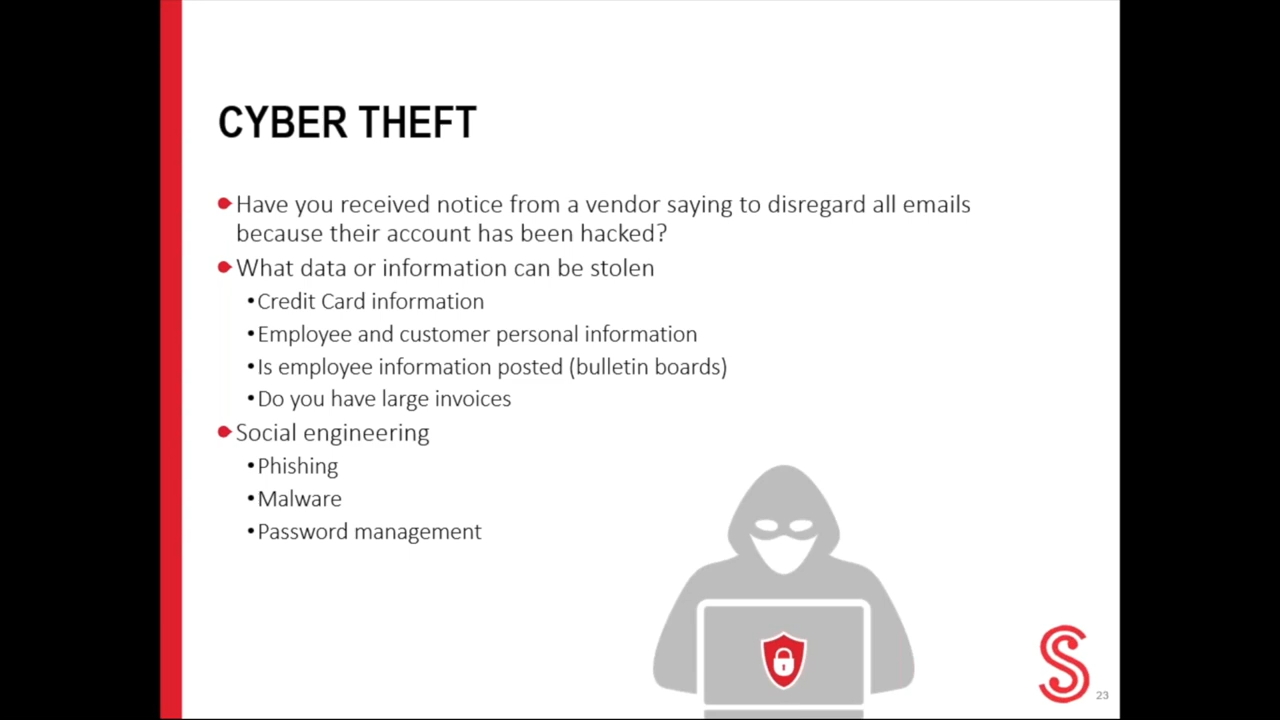 CYBER THEFT
Have you received notice from a vendor saying to disregard all emails
because their account has been hacked?
What data or information can be stolen
•Credit Card information
•Employee and customer personal information
•Is employee information posted (bulletin boards)
•Do you have large invoices
Social engineering
•Phishing
•Malware
•Password management
S
23